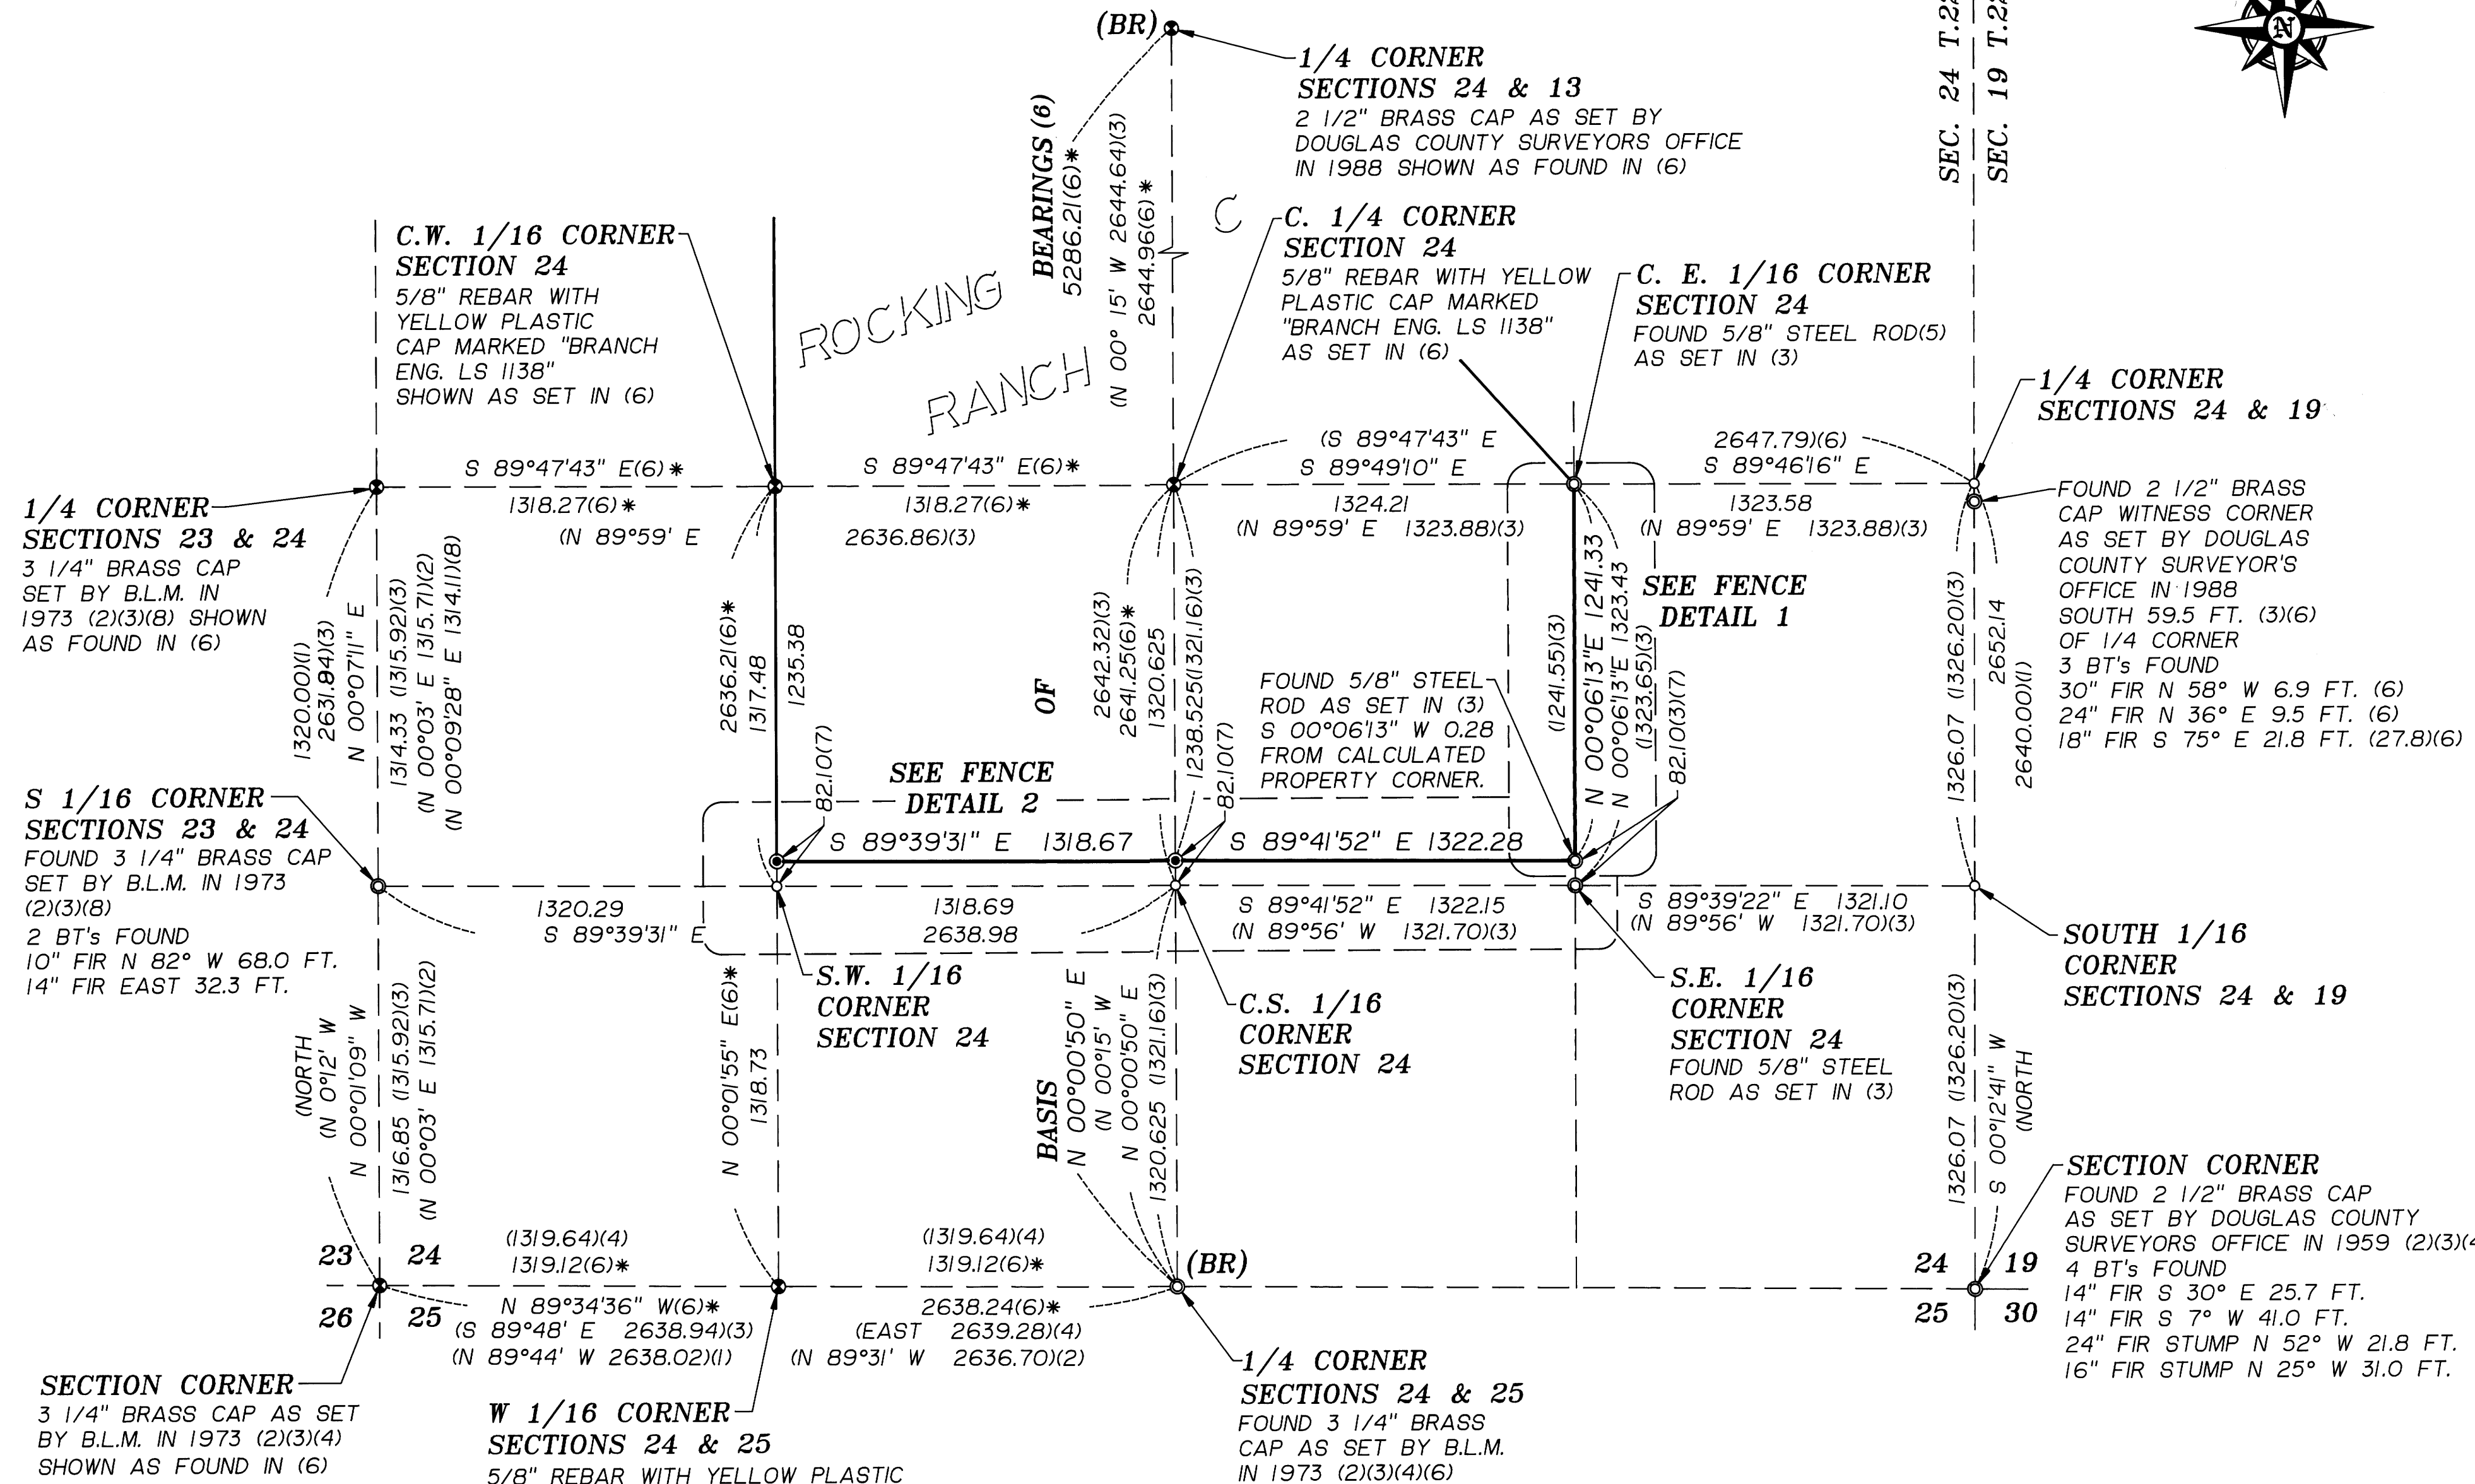 (BR)
1/4 CORNER
SECTIONS 24 & 13
2 1/2" BRASS CAP AS SET BY
DOUGLAS COUNTY SURVEYORS OFFICE
IN 1988 SHOWN AS FOUND IN (6)
SEC. 24
SEC. 19
N
BEARINGS (6)
5286.21(6)*
(N 00° 15' W 2644.64)(3)
2644.96(6)*
C
C.W. 1/16 CORNER
SECTION 24
5/8" REBAR WITH
YELLOW PLASTIC
CAP MARKED "BRANCH
ENG. LS 1138"
SHOWN AS SET IN (6)
ROCKING
RANCH
C. 1/4 CORNER
SECTION 24
5/8" REBAR WITH YELLOW
PLASTIC CAP MARKED
"BRANCH ENG. LS 1138"
AS SET IN (6)
C. E. 1/16 CORNER
SECTION 24
FOUND 5/8" STEEL ROD(5)
AS SET IN (3)
1/4 CORNER
SECTIONS 24 & 19
FOUND 2 1/2" BRASS
CAP WITNESS CORNER
AS SET BY DOUGLAS
COUNTY SURVEYOR'S
OFFICE IN 1988
SOUTH 59.5 FT. (3)(6)
OF 1/4 CORNER
3 BT's FOUND
30" FIR N 58° W 6.9 FT. (6)
24" FIR N 36° E 9.5 FT. (6)
18" FIR S 75° E 21.8 FT. (27.8)(6)
S 89°47'43" E(6)*
1318.27(6)*
(N 89°59' E
S 89°47'43" E(6)*
1318.27(6)*
2636.86)(3)
(S 89°47'43" E
S 89°49'10" E
1324.21
(N 89°59' E 1323.88)(3)
2647.79)(6)
S 89°46'16" E
1323.58
(N 89°59' E 1323.88)(3)
1/4 CORNER
SECTIONS 23 & 24
3 1/4" BRASS CAP
SET BY B.L.M. IN
1973 (2)(3)(8) SHOWN
AS FOUND IN (6)
1320.00)(1)
2631.94)(3)
N 00°07'11" E
1314.33 (1315.92)(3)
(N 00°03' E 1315.71)(2)
(N 00°09'28" E 1314.11)(8)
2636.21(6)*
1317.48
1235.38
82.10(7)
OF
2642.32)(3)
2641.25(6)*
1320.625
1238.525(1321.16)(3)
82.10(7)
FOUND 5/8" STEEL
ROD AS SET IN (3)
S 00°06'13" W 0.28
FROM CALCULATED
PROPERTY CORNER.
(1241.55)(3)
N 00°06'13"E 1241.33
N 00°06'13"E 1323.43
(1323.65)(3)
82.10(3)(7)
SEE FENCE
DETAIL 1
1326.07 (1326.20)(3)
2652.14
2640.00)(1)
SEE FENCE
DETAIL 2
S 89°39'31" E 1318.67
S 89°41'52" E 1322.28
S 1/16 CORNER
SECTIONS 23 & 24
FOUND 3 1/4" BRASS CAP
SET BY B.L.M. IN 1973
(2)(3)(8)
2 BT's FOUND
10" FIR N 82° W 68.0 FT.
14" FIR EAST 32.3 FT.
1320.29
S 89°39'31" E
1318.69
2638.98
S 89°41'52" E 1322.15
(N 89°56' W 1321.70)(3)
S 89°39'22" E 1321.10
(N 89°56' W 1321.70)(3)
S.W. 1/16
CORNER
SECTION 24
C.S. 1/16
CORNER
SECTION 24
S.E. 1/16
CORNER
SECTION 24
FOUND 5/8" STEEL
ROD AS SET IN (3)
SOUTH 1/16
CORNER
SECTIONS 24 & 19
(NORTH
(N 0°12' W
N 00°01'09" W
1316.85 (1315.92)(3)
(N 00°03' E 1315.71)(2)
N 00°01'55" E(6)*
1318.73
BASIS
N 00°00'50" E
(N 00°15' W
N 00°00'50" E
1320.625 (1321.16)(3)
1326.07 (1326.20)(3)
S 00°12'41" W
(NORTH
23 24
26 25
(1319.64)(4)
1319.12(6)*
(1319.64)(4)
1319.12(6)*
(BR)
N 89°34'36" W(6)*
(S 89°48' E 2638.94)(3)
(N 89°44' W 2638.02)(1)
2638.24(6)*
(EAST 2639.28)(4)
(N 89°31' W 2636.70)(2)
24 19
25 30
SECTION CORNER
FOUND 2 1/2" BRASS CAP
AS SET BY DOUGLAS COUNTY
SURVEYORS OFFICE IN 1959 (2)(3)
4 BT's FOUND
14" FIR S 30° E 25.7 FT.
14" FIR S 7° W 41.0 FT.
24" FIR STUMP N 52° W 21.8 FT.
16" FIR STUMP N 25° W 31.0 FT.
SECTION CORNER
3 1/4" BRASS CAP AS SET
BY B.L.M. IN 1973 (2)(3)(4)
SHOWN AS FOUND IN (6)
W 1/16 CORNER
SECTIONS 24 & 25
5/8" REBAR WITH YELLOW PLASTIC
1/4 CORNER
SECTIONS 24 & 25
FOUND 3 1/4" BRASS
CAP AS SET BY B.L.M.
IN 1973 (2)(3)(4)(6)